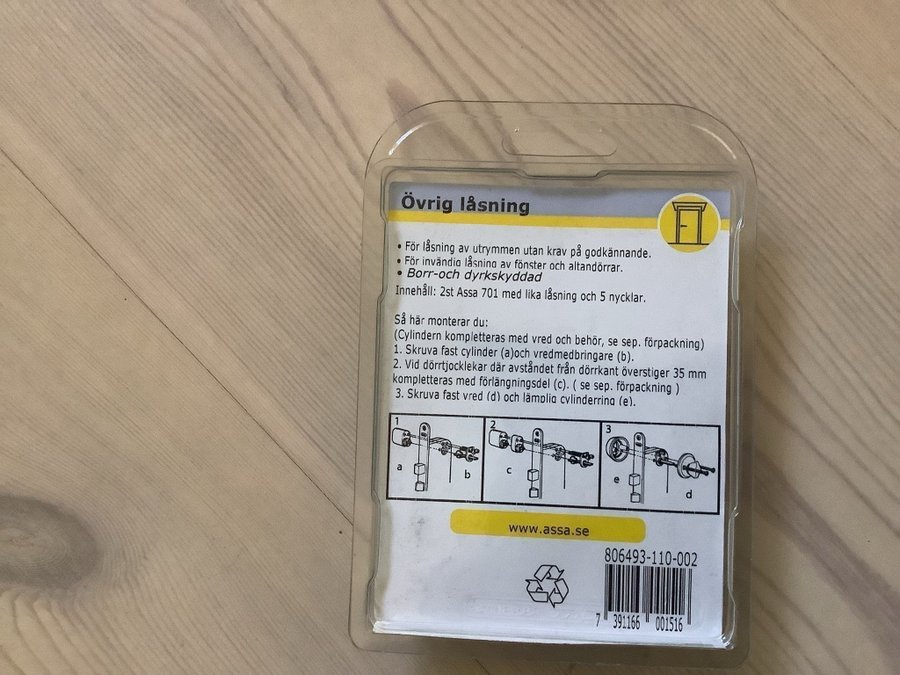 Övrig låsning
• För låsning av utrymmen utan krav på godkännande.
• För invändig låsning av fönster och altandörrar.
• Borr-och dyrkskyddad
Innehåll: 2st Assa 701 med lika låsning och 5 nycklar.
Så här monterar du:
(Cylindern kompletteras med vred och behör, se sep. förpackning)
1. Skruva fast cylinder (a)och vredmedbringare (b).
2. Vid dörrtjocklekar där avståndet från dörrkant överstiger 35 mm
kompletteras med förlängningsdel (c). ( se sep. förpackning )
3. Skruva fast vred (d) och lämplig cylinderring (e).
1 2 3
a b c e d
www.assa.se
806493-110-002
7 391166 001516